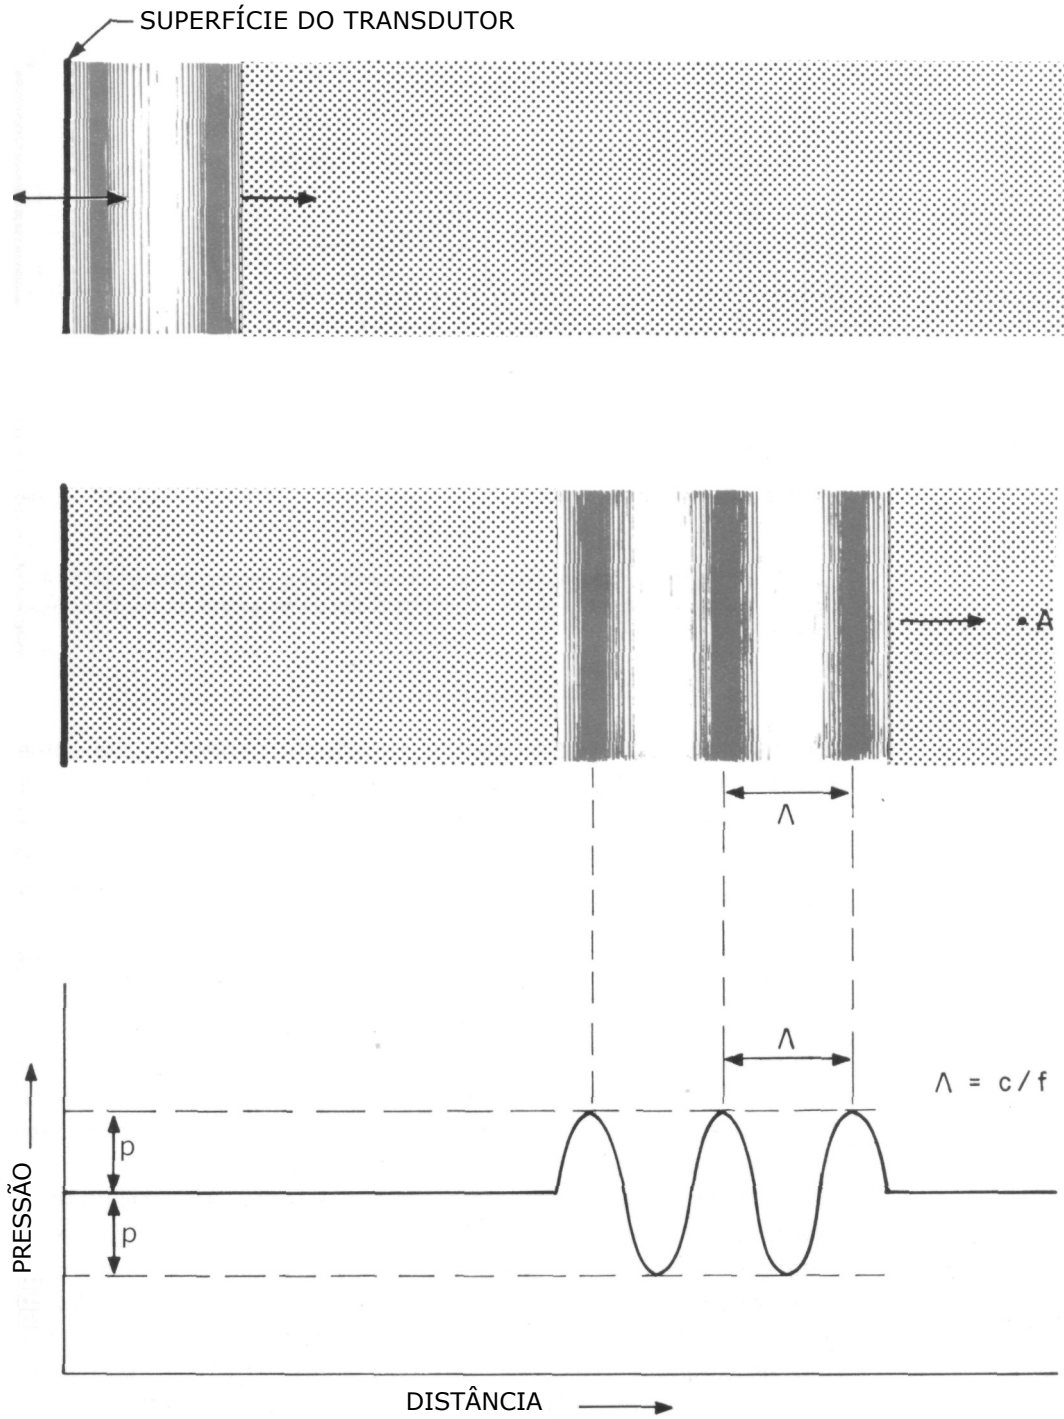 SUPERFÍCIE DO TRANSDUTOR
A
Λ
Λ
Λ = c/f
p
p
PRESSÃO
DISTÂNCIA